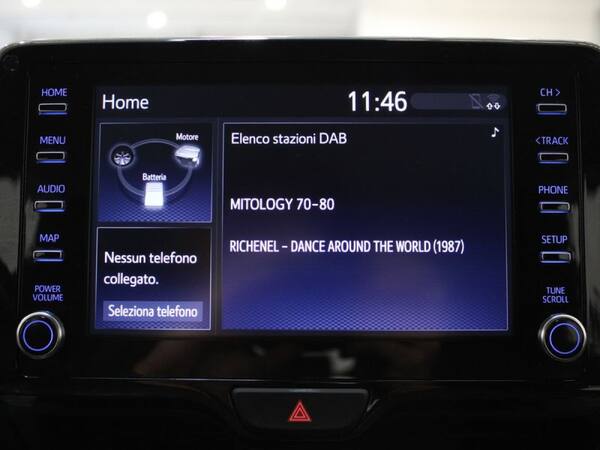 HOME
MENU
AUDIO
MAP
POWER
VOLUME
Home
11:46
Motore
Batteria
Nessun telefono
collegato.
Seleziona telefono
Elenco stazioni DAB
MITOLOGY 70-80
RICHENEL - DANCE AROUND THE WORLD (1987)
CH >
<TRACK
PHONE
SETUP
TUNE
SCROLL